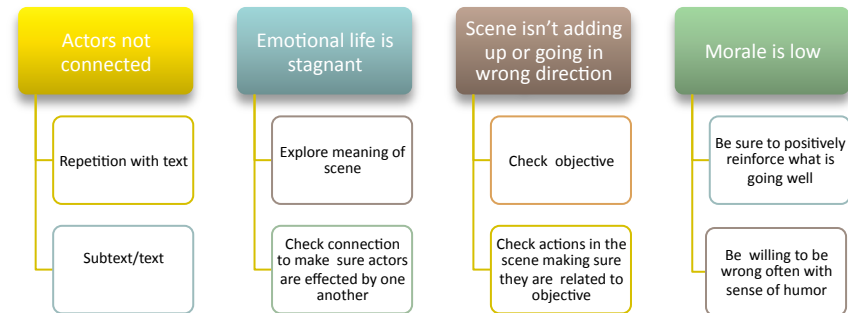 Actors not
connected
Repetition with text
Subtext/text
Emotional life is
stagnant
Explore meaning of
scene
Check connection
to make sure actors
are effected by one
another
Scene isn't adding
up or going in
wrong direction
Check objective
Check actions in the
scene making sure
they are related to
objective
Morale is low
Be sure to positively
reinforce what is
going well
Be willing to be
wrong often with
sense of humor